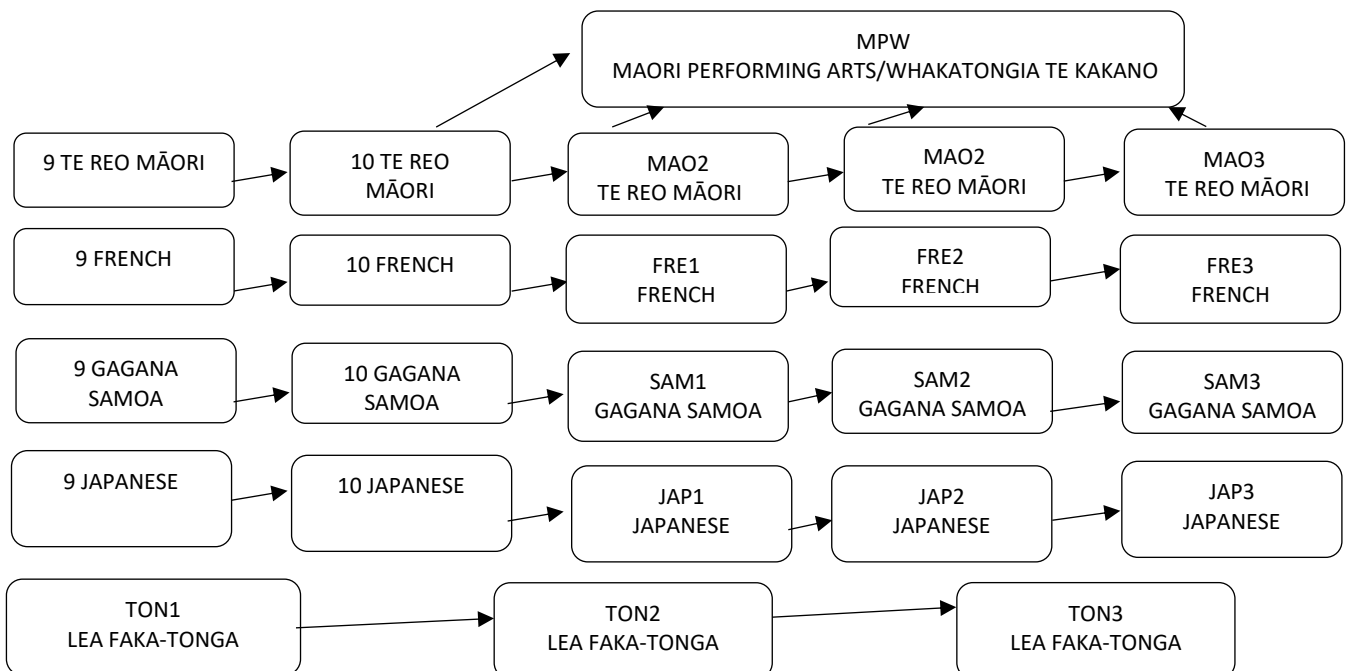 MPW
MAORI PERFORMING ARTS/WHAKATONGIA TE KAKANO
9 TE REO MĀORI
10 TE REO
MĀORI
MAO2
TE REO MĀORI
MAO2
TE REO MĀORI
MAO3
TE REO MĀORI
9 FRENCH
10 FRENCH
FRE1
FRENCH
FRE2
FRENCH
FRE3
FRENCH
9 GAGANA
SAMOA
10 GAGANA
SAMOA
SAM1
GAGANA SAMOA
SAM2
GAGANA SAMOA
SAM3
GAGANA SAMOA
9 JAPANESE
10 JAPANESE
JAP1
JAPANESE
JAP2
JAPANESE
JAP3
JAPANESE
TON1
LEA FAKA-TONGA
TON2
LEA FAKA-TONGA
TON3
LEA FAKA-TONGA